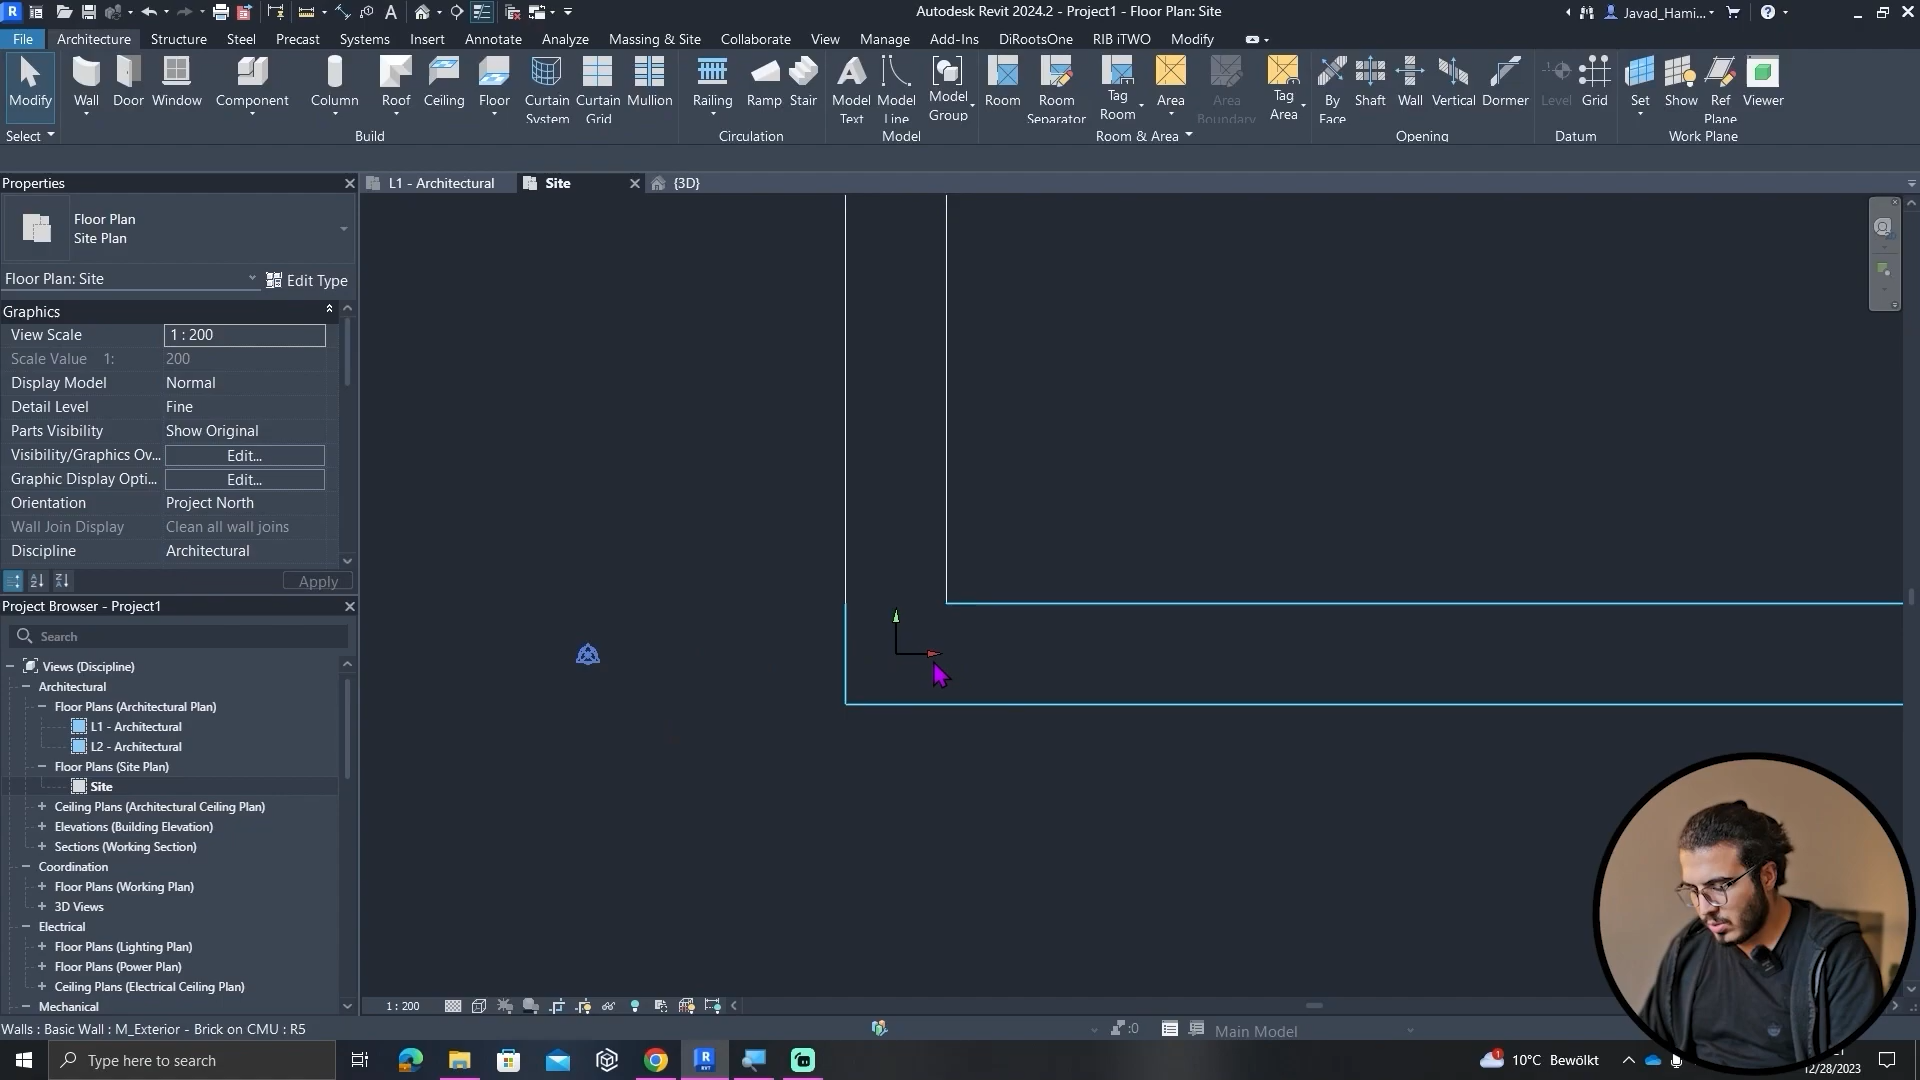 Autodesk Revit 2024.2 - Project1 - Floor Plan: Site
Javad_Hami...
File Architecture Structure Steel Precast Systems Insert Annotate Analyze Massing & Site Collaborate View Manage Add-Ins DiRootsOne RIB iTWO Modify
Modify Wall Door Window Component Column Roof Ceiling Floor Curtain System Curtain Grid Mullion Railing Ramp Stair Model Text Model Line Model Group Room Room Separator Tag Room Area Area Boundary Tag Area By Face Shaft Wall Vertical Dormer Level Grid Set Show Ref Plane Viewer
Select Build Circulation Model Room & Area Opening Datum Work Plane
Properties
L1 - Architectural Site {3D}
Floor Plan
Site Plan
Floor Plan: Site Edit Type
Graphics
View Scale 1 : 200
Scale Value 1: 200
Display Model Normal
Detail Level Fine
Parts Visibility Show Original
Visibility/Graphics Ov... Edit...
Graphic Display Opti... Edit...
Orientation Project North
Wall Join Display Clean all wall joins
Discipline Architectural
Apply
Project Browser - Project1
Search
Views (Discipline)
Architectural
Floor Plans (Architectural Plan)
L1 - Architectural
L2 - Architectural
Floor Plans (Site Plan)
Site
Ceiling Plans (Architectural Ceiling Plan)
Elevations (Building Elevation)
Sections (Working Section)
Coordination
Floor Plans (Working Plan)
3D Views
Electrical
Floor Plans (Lighting Plan)
Floor Plans (Power Plan)
Ceiling Plans (Electrical Ceiling Plan)
Mechanical
1 : 200
Walls : Basic Wall : M_Exterior - Brick on CMU : R5
:0 Main Model
Type here to search
10°C Bewölkt
12/28/2023